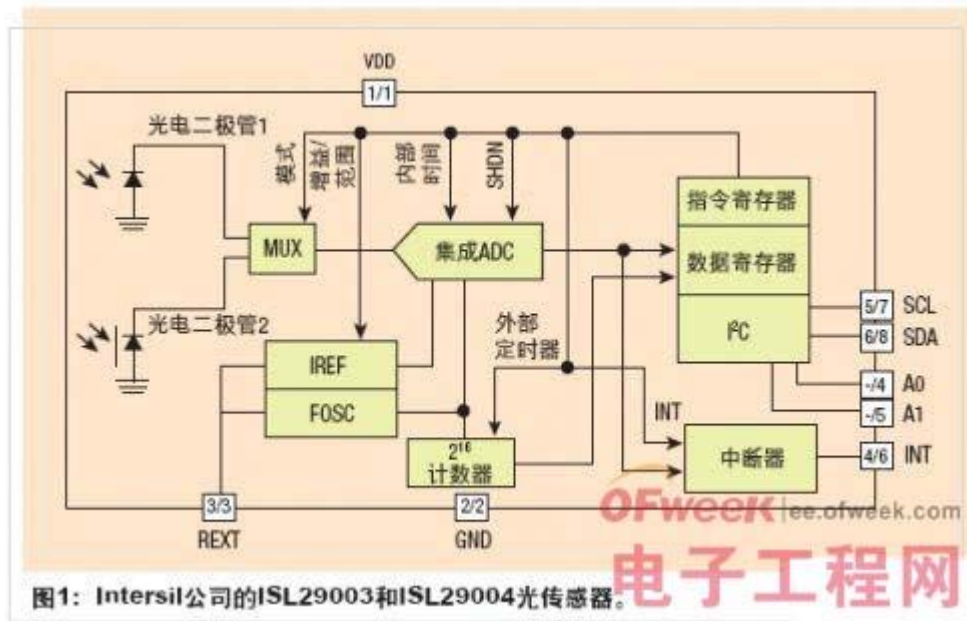 VDD
1/1
光电二极管1
模式
增益/
范围
内部
时间
SHDN
指令寄存器
MUX
集成ADC
数据寄存器
光电二极管2
外部
定时器
I²C
5/7 SCL
6/8 SDA
IREF
-/4 A0
FOSC
-/5 A1
INT
2¹⁶
计数器
中断器
4/6 INT
3/3
2/2
REXT
GND
OFweek | ee.ofweek.com
电子工程网
图1：Intersil公司的ISL29003和ISL29004光传感器。